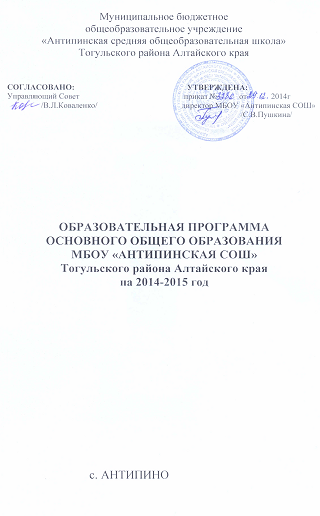 Муниципальное бюджетное
общеобразовательное учреждение
«Антипинская средняя общеобразовательная школа»
Тогульского района Алтайского края
СОГЛАСОВАНО: УТВЕРЖДЕНА:
Управляющий Совет приказ № от 2014г
/В.Л.Коваленко/ директор МБОУ «Антипинская СОШ»
/С.В.Пушкина/
ОБРАЗОВАТЕЛЬНАЯ ПРОГРАММА
ОСНОВНОГО ОБЩЕГО ОБРАЗОВАНИЯ
МБОУ «АНТИПИНСКАЯ СОШ»
Тогульского района Алтайского края
на 2014-2015 год
с. АНТИПИНО